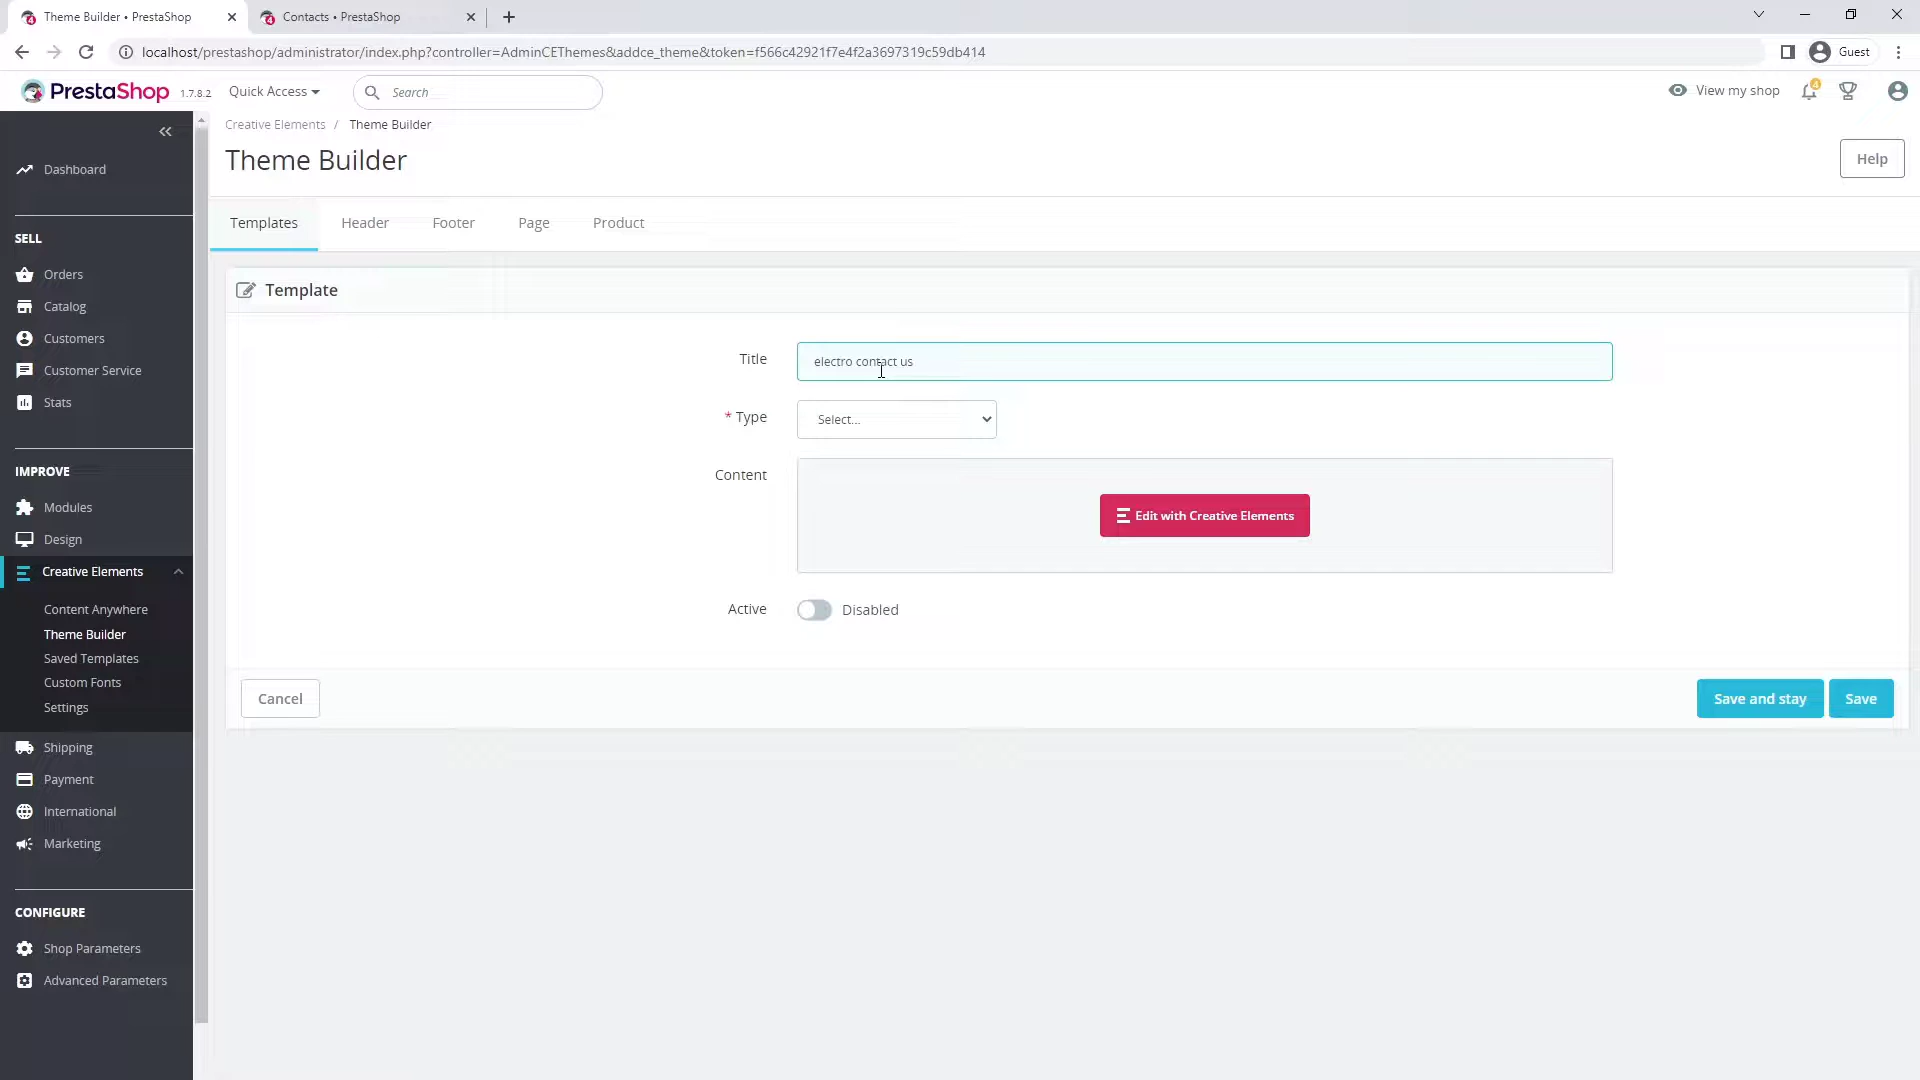 Theme Builder • PrestaShop
Contacts • PrestaShop
localhost/prestashop/administrator/index.php?controller=AdminCEThemes&addce_theme&token=f566c42921f7e4f2a3697319c59db414
Guest
PrestaShop 1.7.8.2
Quick Access
Search
View my shop
4
Creative Elements / Theme Builder
Theme Builder
Help
Templates
Header
Footer
Page
Product
Dashboard
SELL
Orders
Catalog
Customers
Customer Service
Stats
IMPROVE
Modules
Design
Creative Elements
Content Anywhere
Theme Builder
Saved Templates
Custom Fonts
Settings
Shipping
Payment
International
Marketing
CONFIGURE
Shop Parameters
Advanced Parameters
Template
Title
electro contact us
* Type
Select...
Content
Edit with Creative Elements
Active
Disabled
Cancel
Save and stay
Save